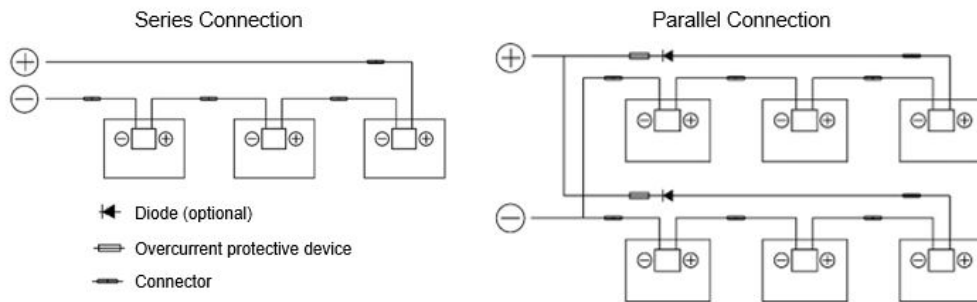 Series Connection
Parallel Connection
Diode (optional)
Overcurrent protective device
Connector